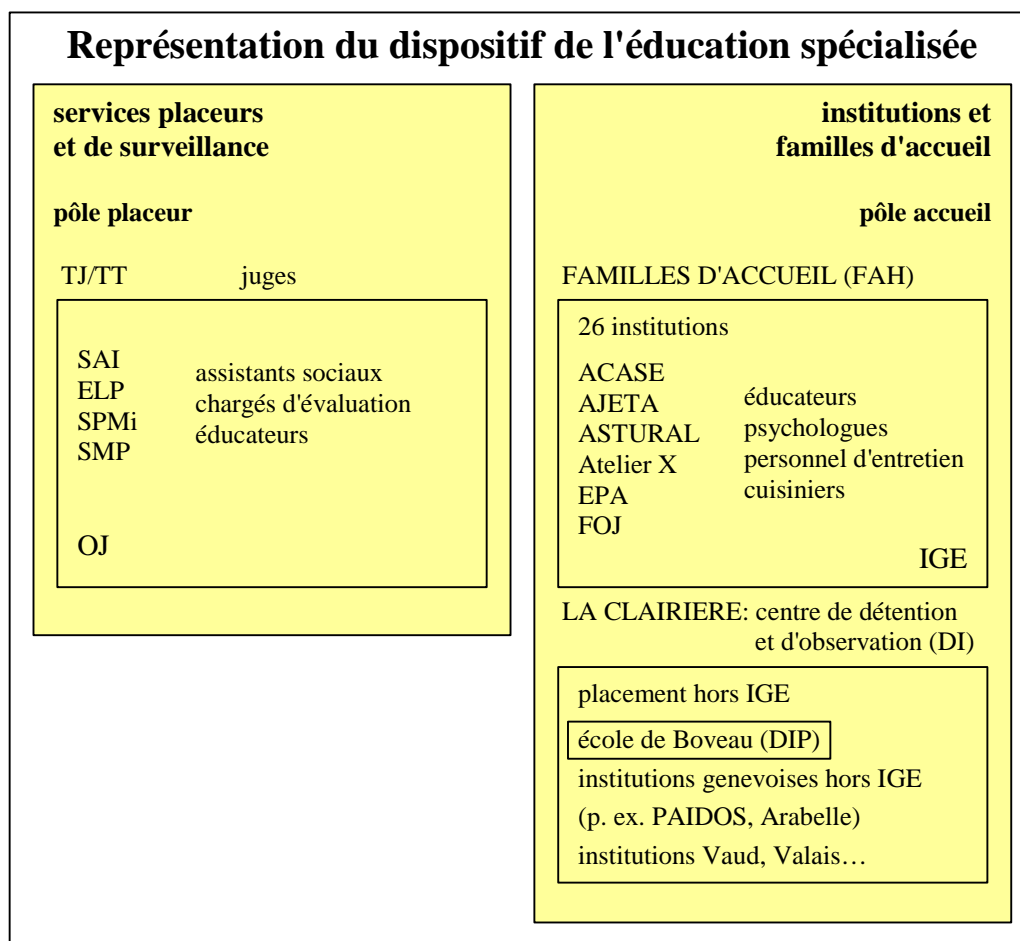 Représentation du dispositif de l'éducation spécialisée
services placeurs
et de surveillance
pôle placeur
TJ/TT juges
SAI
ELP
SPMi
SMP
assistants sociaux
chargés d'évaluation
éducateurs
OJ
institutions et
familles d'accueil
pôle accueil
FAMILLES D'ACCUEIL (FAH)
26 institutions
ACASE
AJETA
ASTURAL
Atelier X
EPA
FOJ
éducateurs
psychologues
personnel d'entretien
cuisiniers
IGE
LA CLAIRIERE: centre de détention
et d'observation (DI)
placement hors IGE
école de Boveau (DIP)
institutions genevoises hors IGE
(p. ex. PAIDOS, Arabelle)
institutions Vaud, Valais…